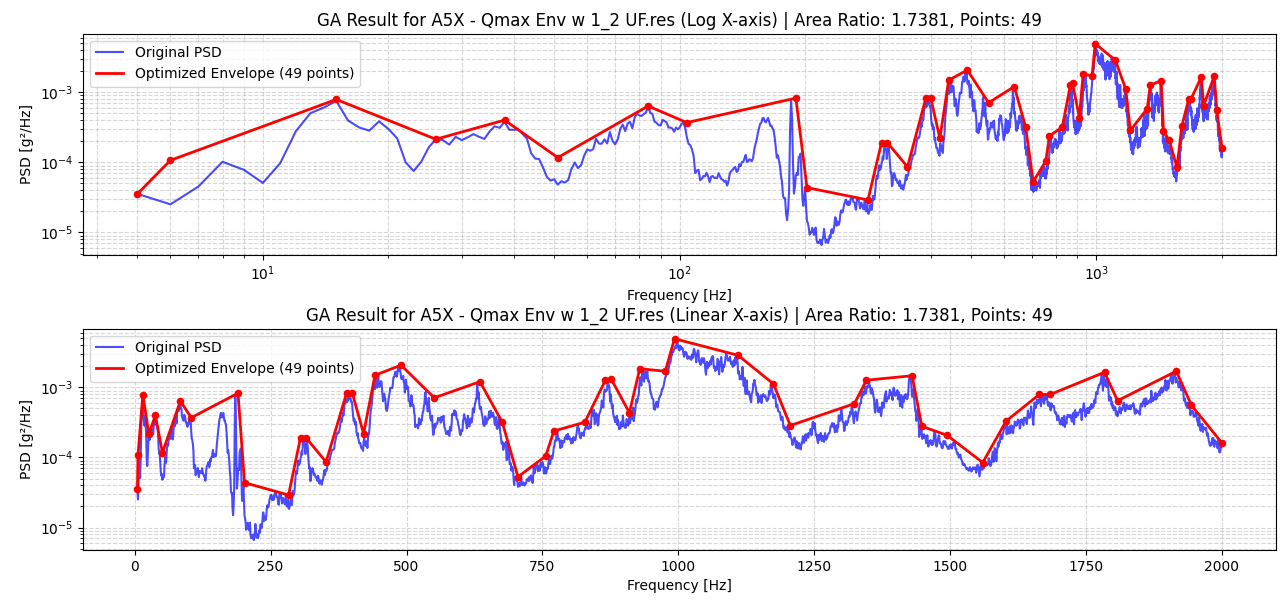 GA Result for A5X - Qmax Env w 1_2 UF.res (Log X-axis) | Area Ratio: 1.7381, Points: 49
Original PSD
Optimized Envelope (49 points)
PSD [g²/Hz]
10⁻³
10⁻⁴
10⁻⁵
10¹ 10² 10³
Frequency [Hz]
GA Result for A5X - Qmax Env w 1_2 UF.res (Linear X-axis) | Area Ratio: 1.7381, Points: 49
Original PSD
Optimized Envelope (49 points)
PSD [g²/Hz]
10⁻³
10⁻⁴
10⁻⁵
0 250 500 750 1000 1250 1500 1750 2000
Frequency [Hz]